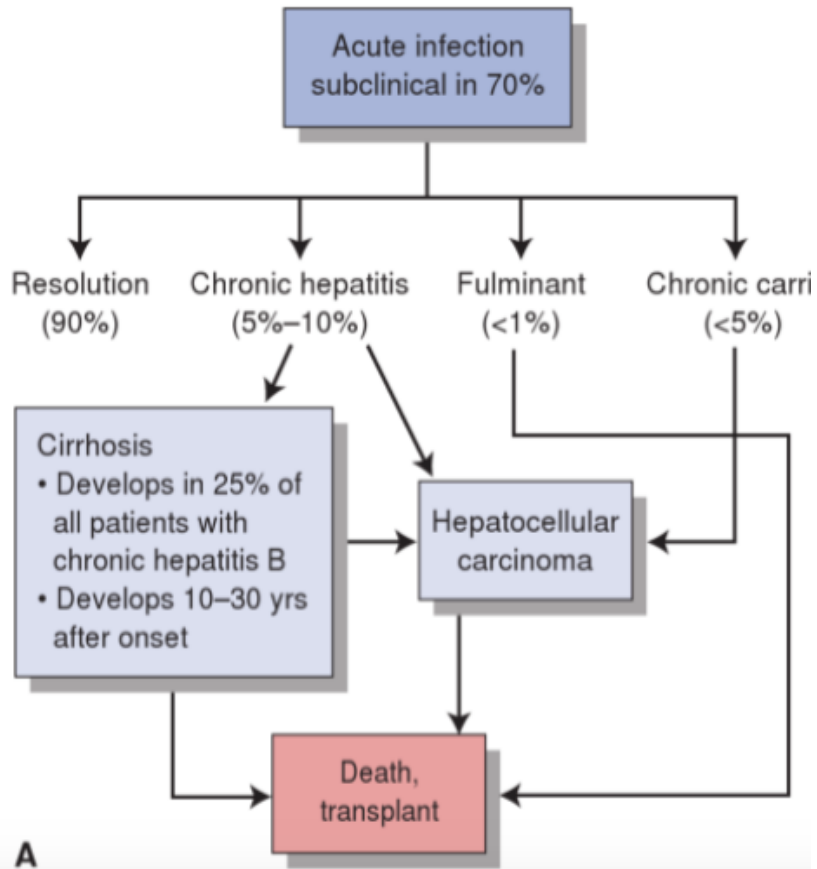 Acute infection
subclinical in 70%
Resolution
(90%)
Chronic hepatitis
(5%–10%)
Fulminant
(<1%)
Chronic carri
(<5%)
Cirrhosis
• Develops in 25% of
all patients with
chronic hepatitis B
• Develops 10–30 yrs
after onset
Hepatocellular
carcinoma
Death,
transplant
A